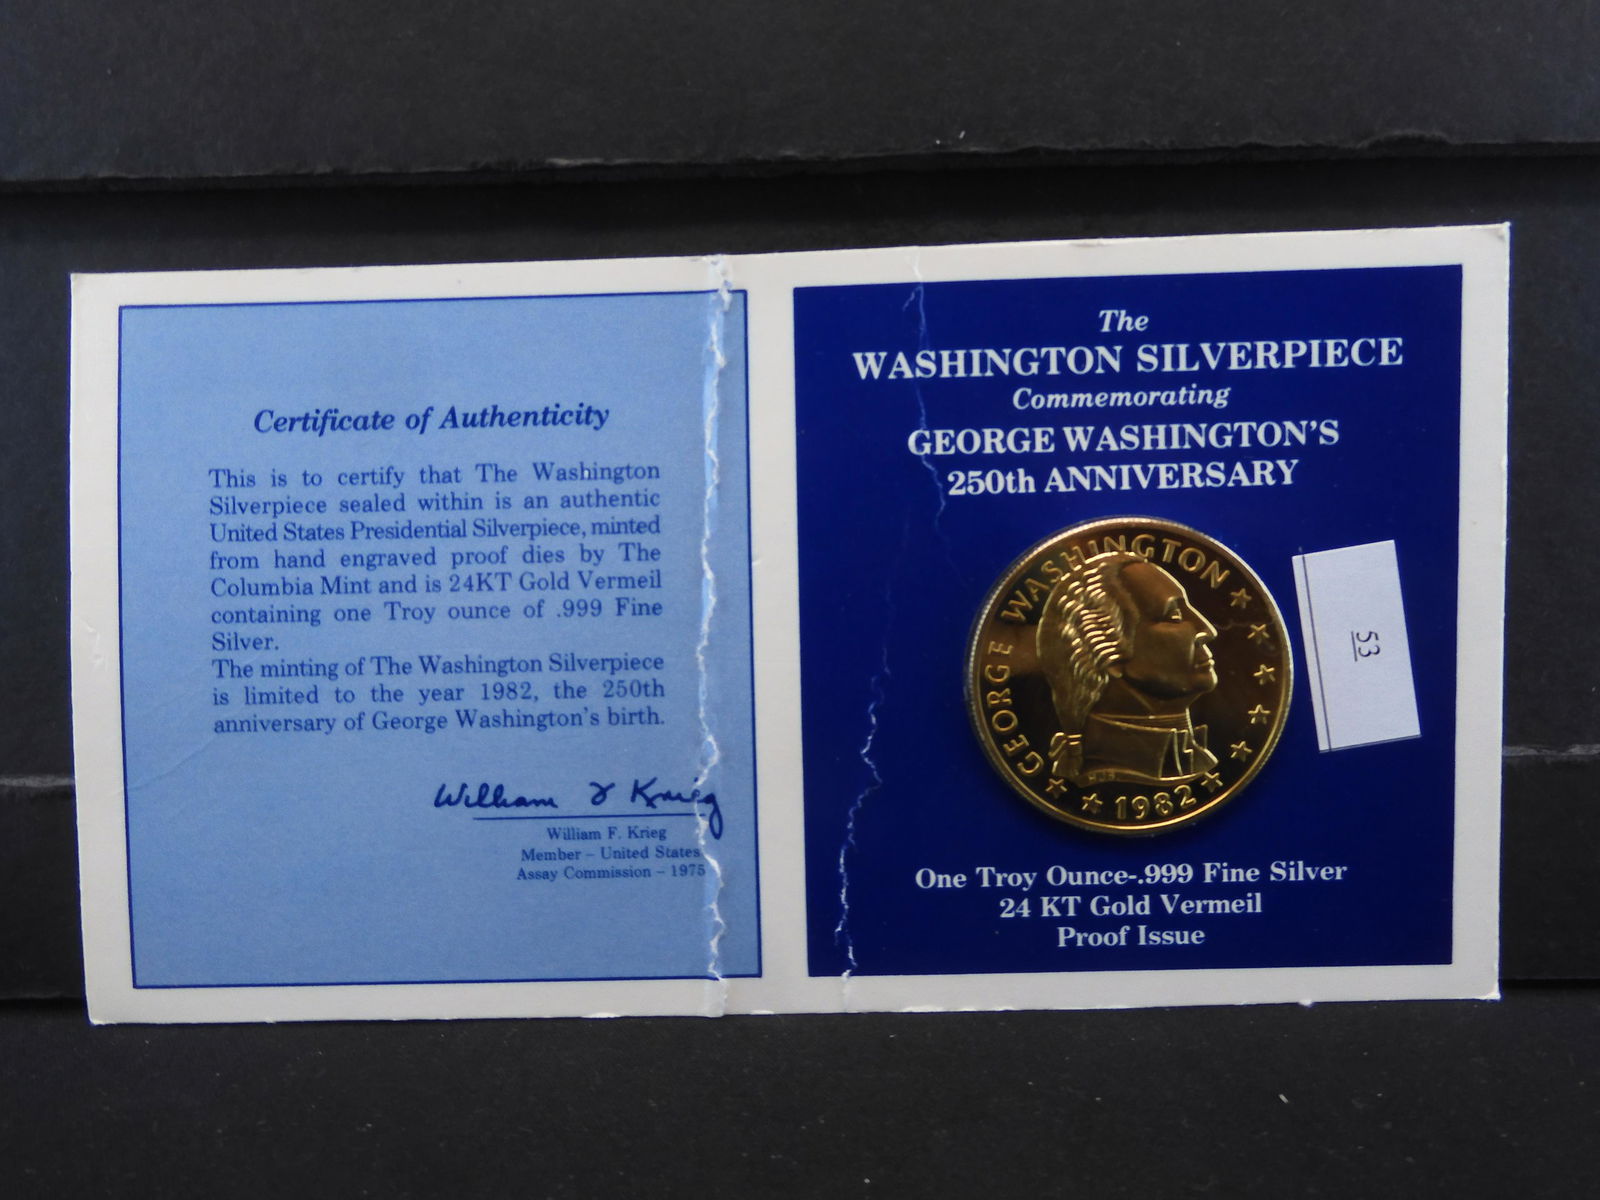 Certificate of Authenticity
This is to certify that The Washington
Silverpiece sealed within is an authentic
United States Presidential Silverpiece, minted
from hand engraved proof dies by The
Columbia Mint and is 24KT Gold Vermeil
containing one Troy ounce of .999 Fine
Silver.
The minting of The Washington Silverpiece
is limited to the year 1982, the 250th
anniversary of George Washington's birth.
William F Krieg
William F. Krieg
Member – United States
Assay Commission – 1975
The
WASHINGTON SILVERPIECE
Commemorating
GEORGE WASHINGTON'S
250th ANNIVERSARY
GEORGE WASHINGTON
1982
53
One Troy Ounce-.999 Fine Silver
24 KT Gold Vermeil
Proof Issue